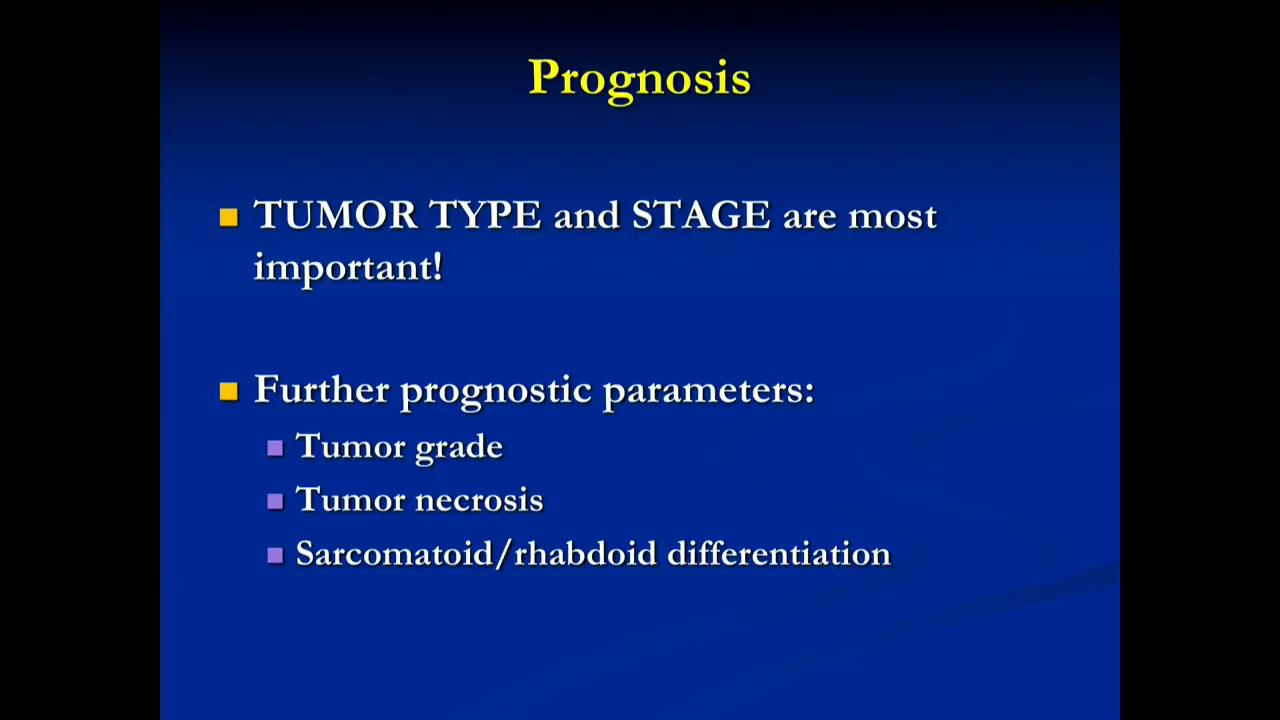 Prognosis
TUMOR TYPE and STAGE are most
important!
Further prognostic parameters:
Tumor grade
Tumor necrosis
Sarcomatoid/rhabdoid differentiation